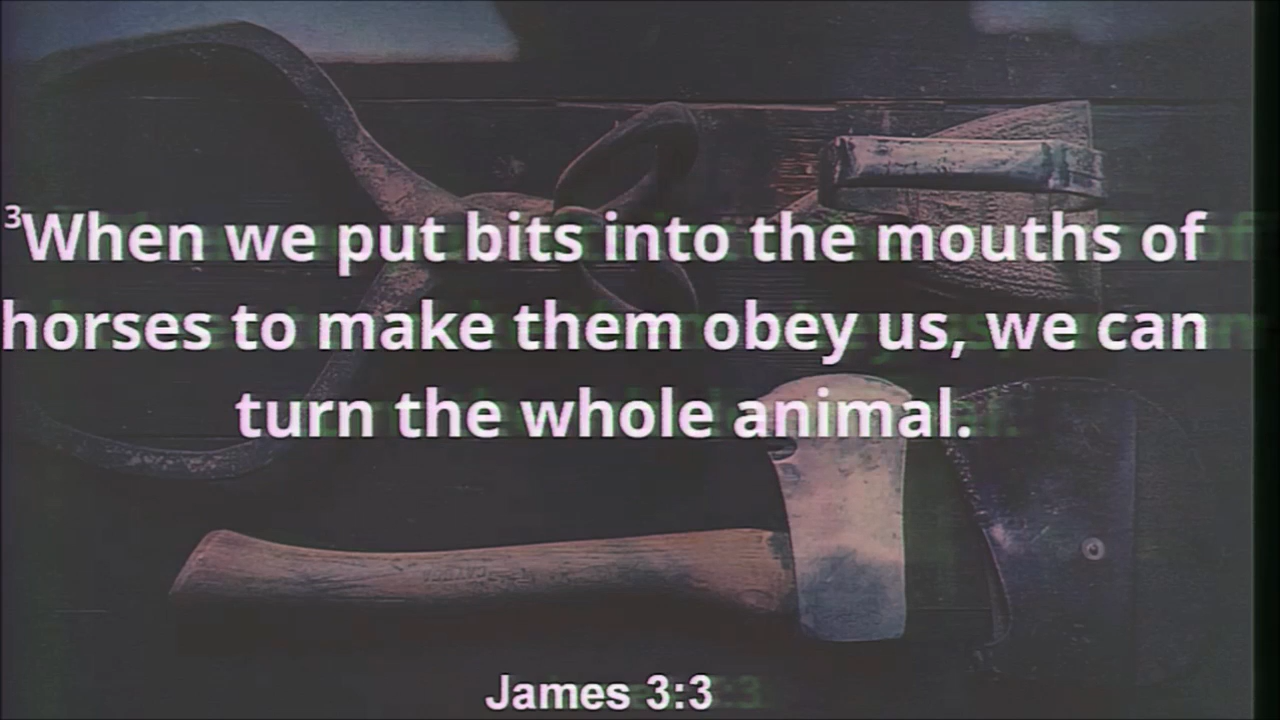 ³When we put bits into the mouths of
horses to make them obey us, we can
turn the whole animal.
James 3:3